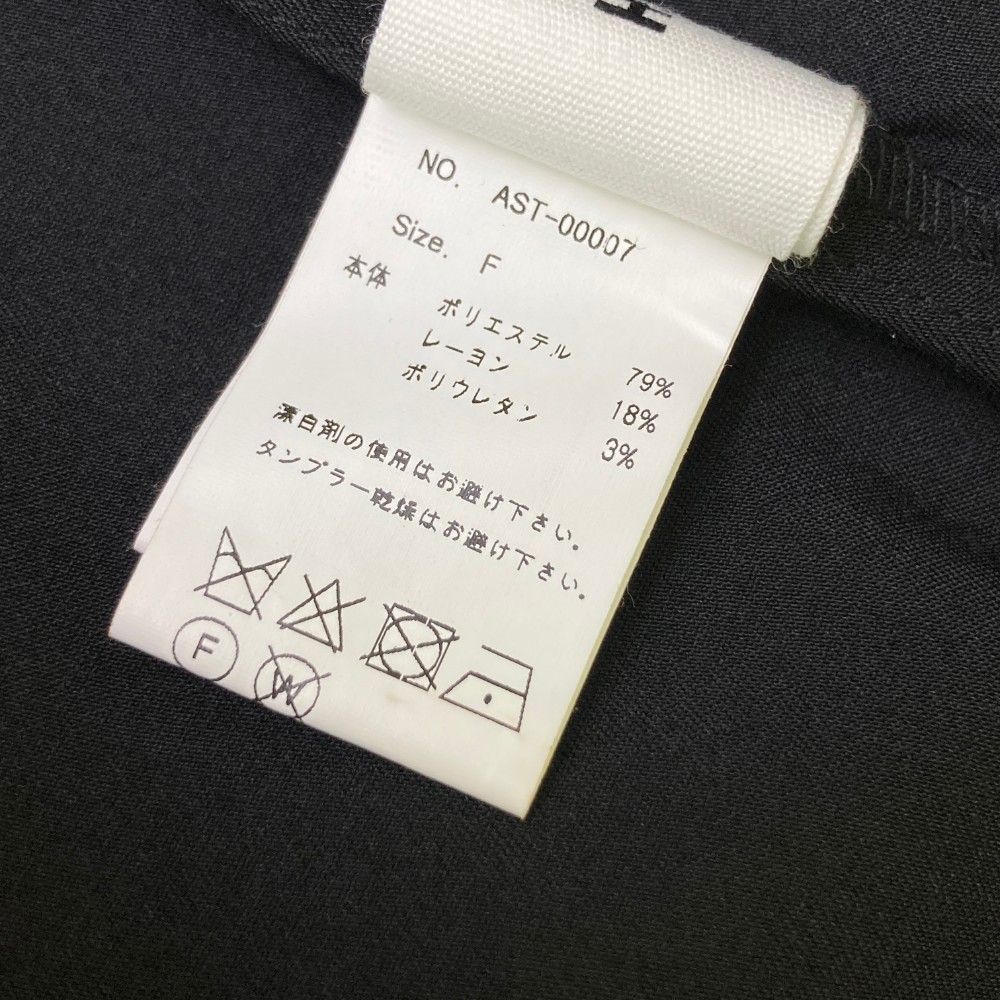 NO. AST-00007
Size. F
本体
ポリエステル 79%
レーヨン 18%
ポリウレタン 3%
漂白剤の使用はお避け下さい。
タンブラー乾燥はお避け下さい。
F
W